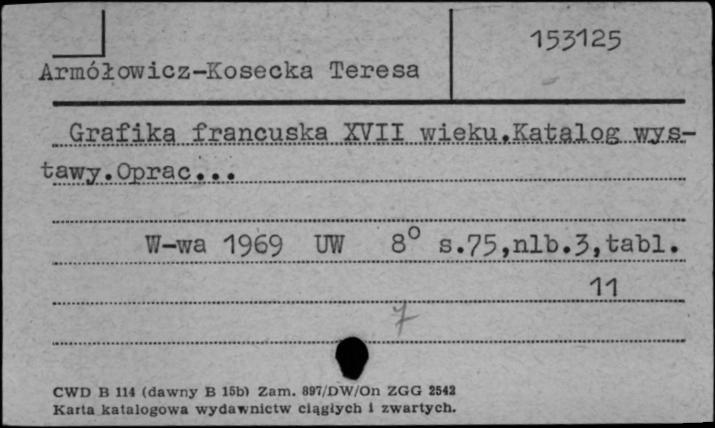 153125
Armółowicz-Kosecka Teresa
Grafika francuska XVII wieku.Katalog wys-
tawy.Oprac...
W-wa 1969 UW 8° s.75,nlb.3,tabl.
11
7
CWD B 114 (dawny B 15b) Zam. 897/DW/On ZGG 2542
Karta katalogowa wydawnictw ciągłych i zwartych.